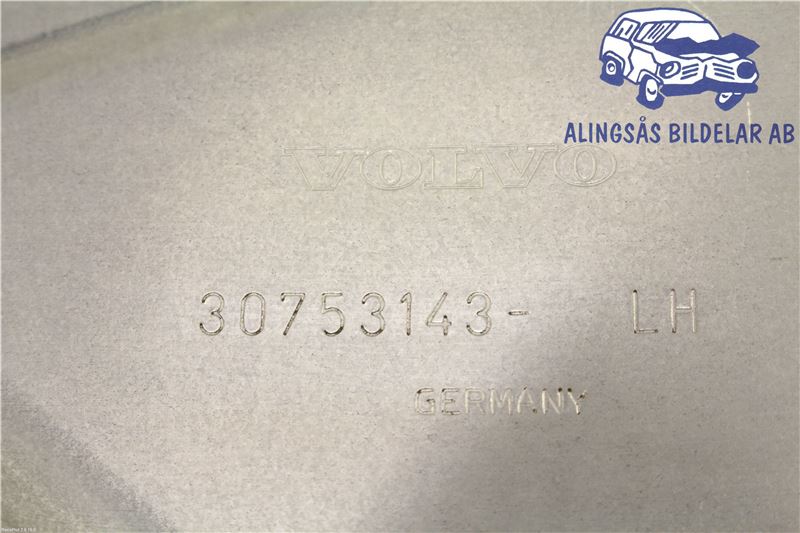 ALINGSÅS BILDELAR AB
VOLVO
30753143- LH
GERMANY